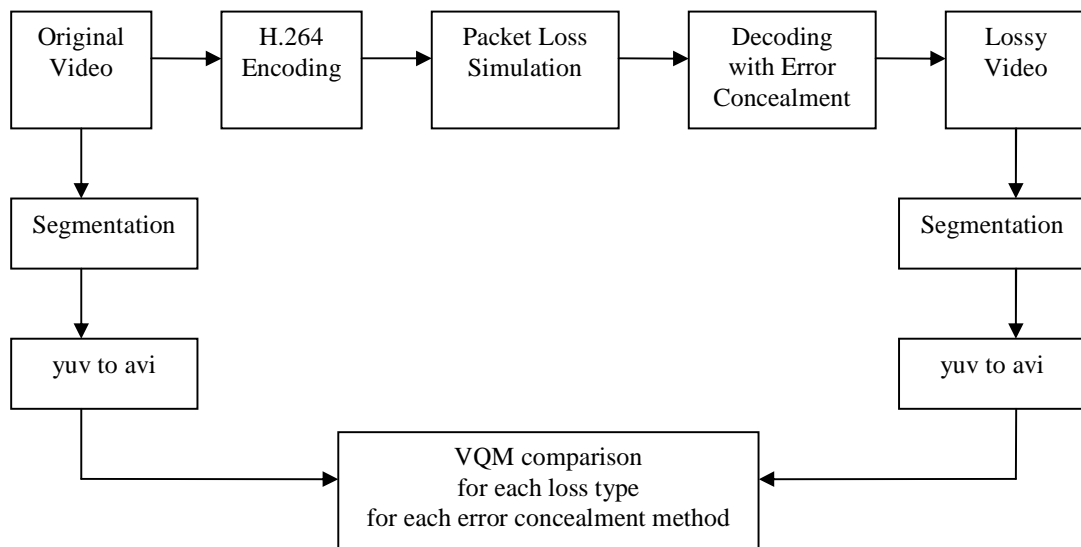 Original
Video
H.264
Encoding
Packet Loss
Simulation
Decoding
with Error
Concealment
Lossy
Video
Segmentation
Segmentation
yuv to avi
yuv to avi
VQM comparison
for each loss type
for each error concealment method